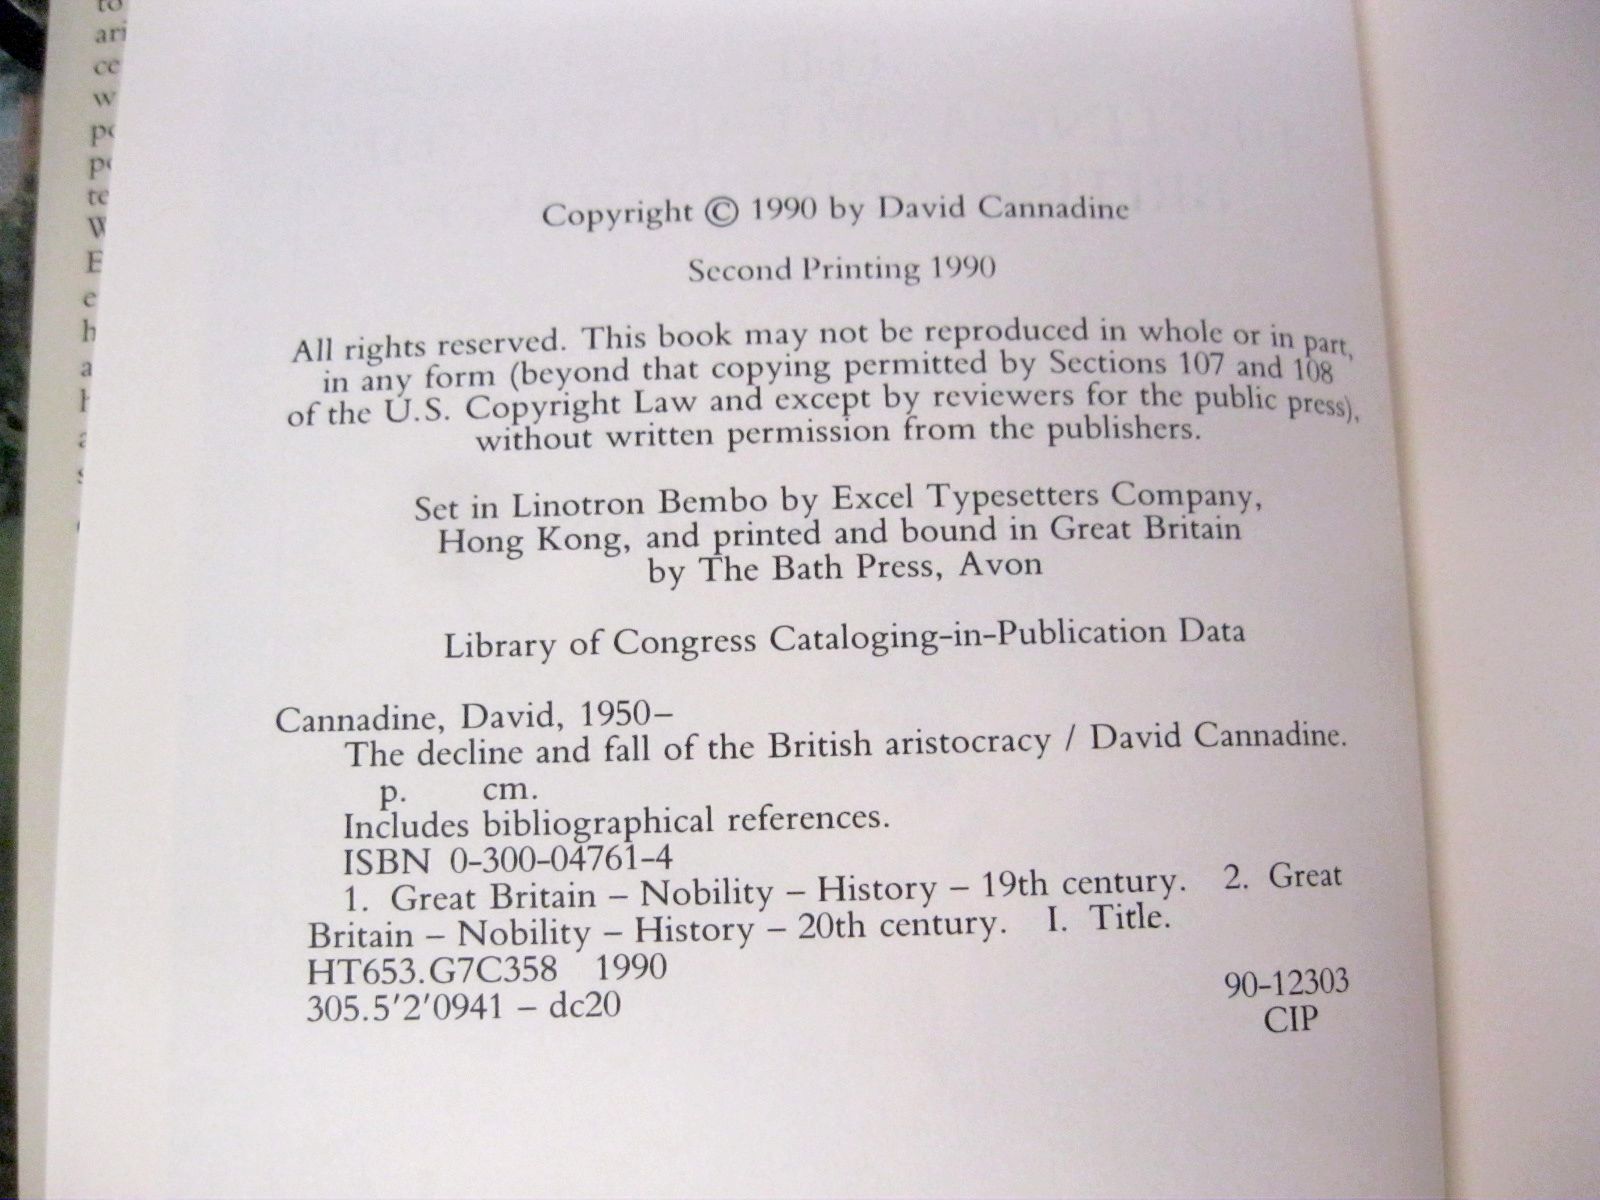 to
ari
ce
w
po
po
te
W
E
e
h
a
h
a
s
Copyright © 1990 by David Cannadine
Second Printing 1990
All rights reserved. This book may not be reproduced in whole or in part,
in any form (beyond that copying permitted by Sections 107 and 108
of the U.S. Copyright Law and except by reviewers for the public press),
without written permission from the publishers.
Set in Linotron Bembo by Excel Typesetters Company,
Hong Kong, and printed and bound in Great Britain
by The Bath Press, Avon
Library of Congress Cataloging-in-Publication Data
Cannadine, David, 1950–
The decline and fall of the British aristocracy / David Cannadine.
p. cm.
Includes bibliographical references.
ISBN 0-300-04761-4
1. Great Britain – Nobility – History – 19th century. 2. Great
Britain – Nobility – History – 20th century. I. Title.
HT653.G7C358 1990
305.5'2'0941 – dc20
90-12303
CIP